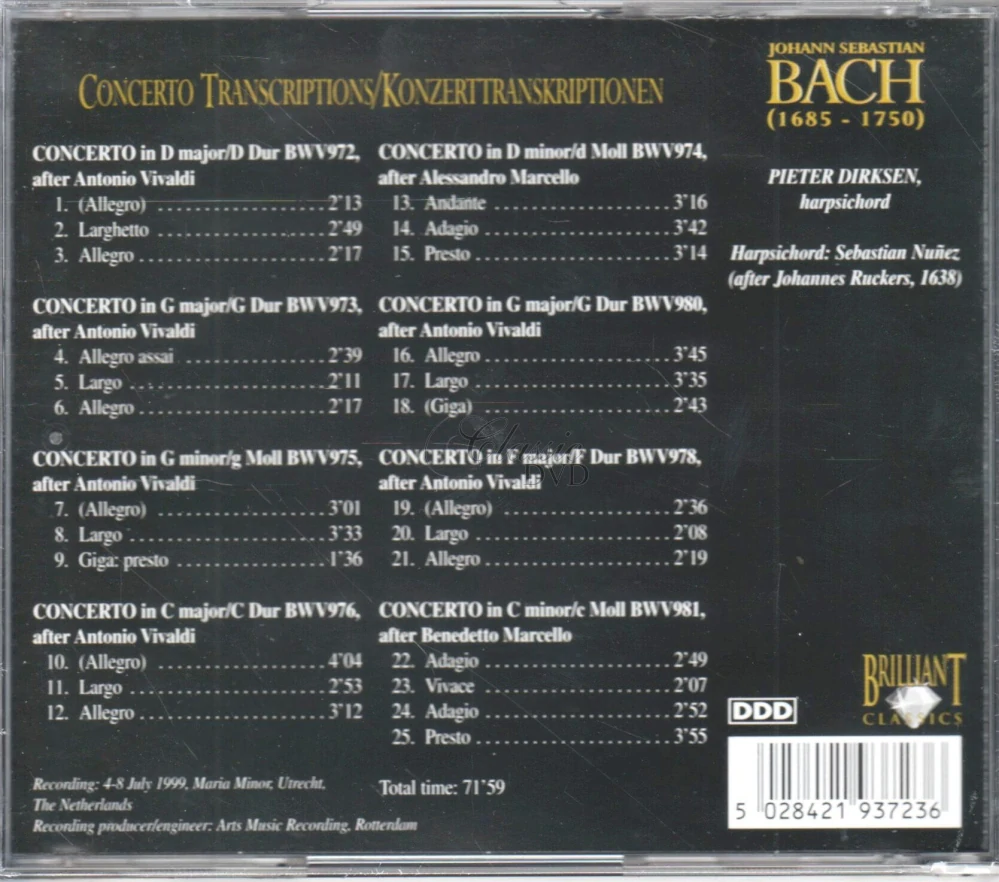 CONCERTO TRANSCRIPTIONS/KONZERTTRANSKRIPTIONEN
CONCERTO in D major/D Dur BWV972,
after Antonio Vivaldi
1. (Allegro) 2"13
2. Larghetto 2"49
3. Allegro 2"17
CONCERTO in G major/G Dur BWV973,
after Antonio Vivaldi
4. Allegro assai 2"39
5. Largo 2"11
6. Allegro 2"17
CONCERTO in G minor/g Moll BWV975,
after Antonio Vivaldi
7. (Allegro) 3"01
8. Largo 3"33
9. Giga: presto 1"36
CONCERTO in C major/C Dur BWV976,
after Antonio Vivaldi
10. (Allegro) 4"04
11. Largo 2"53
12. Allegro 3"12
Recording: 4-8 July 1999, Maria Minor, Utrecht,
The Netherlands
Recording producer/engineer: Arts Music Recording, Rotterdam
CONCERTO in D minor/d Moll BWV974,
after Alessandro Marcello
13. Andante 3"16
14. Adagio 3"42
15. Presto 3"14
CONCERTO in G major/G Dur BWV980,
after Antonio Vivaldi
16. Allegro 3"45
17. Largo 3"35
18. (Giga) 2"43
CONCERTO in F major/F Dur BWV978,
after Antonio Vivaldi
19. (Allegro) 2"36
20. Largo 2"08
21. Allegro 2"19
CONCERTO in C minor/c Moll BWV981,
after Benedetto Marcello
22. Adagio 2"49
23. Vivace 2"07
24. Adagio 2"52
25. Presto 3"55
Total time: 71"59
JOHANN SEBASTIAN
BACH
(1685 - 1750)
PIETER DIRKSEN,
harpsichord
Harpsichord: Sebastian Nuñez
(after Johannes Ruckers, 1638)
BRILLIANT
CLASSICS
DDD
5 028421 937236
Classic
DVD